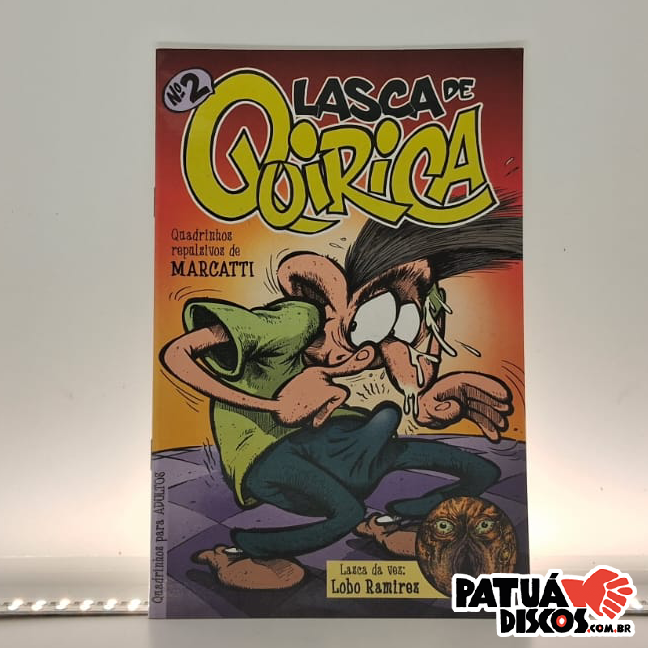 Nº2
LASCA DE
QUIRICA
Quadrinhos
repulsivos de
MARCATTI
Quadrinhos para ADULTOS
Lasca da vez:
Lobo Ramirez
PATUÁ
DISCOS.COM.BR